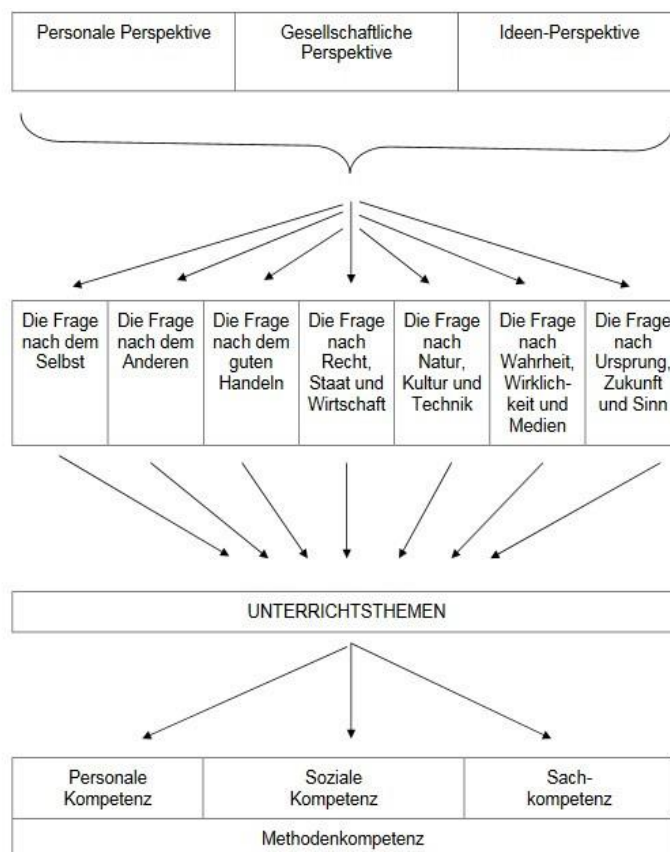 Personale Perspektive
Gesellschaftliche
Perspektive
Ideen-Perspektive
Die Frage
nach dem
Selbst
Die Frage
nach dem
Anderen
Die Frage
nach dem
guten
Handeln
Die Frage
nach
Recht,
Staat und
Wirtschaft
Die Frage
nach
Natur,
Kultur und
Technik
Die Frage
nach
Wahrheit,
Wirklich-
keit und
Medien
Die Frage
nach
Ursprung,
Zukunft
und Sinn
UNTERRICHTSTHEMEN
Personale
Kompetenz
Soziale
Kompetenz
Sach-
kompetenz
Methodenkompetenz